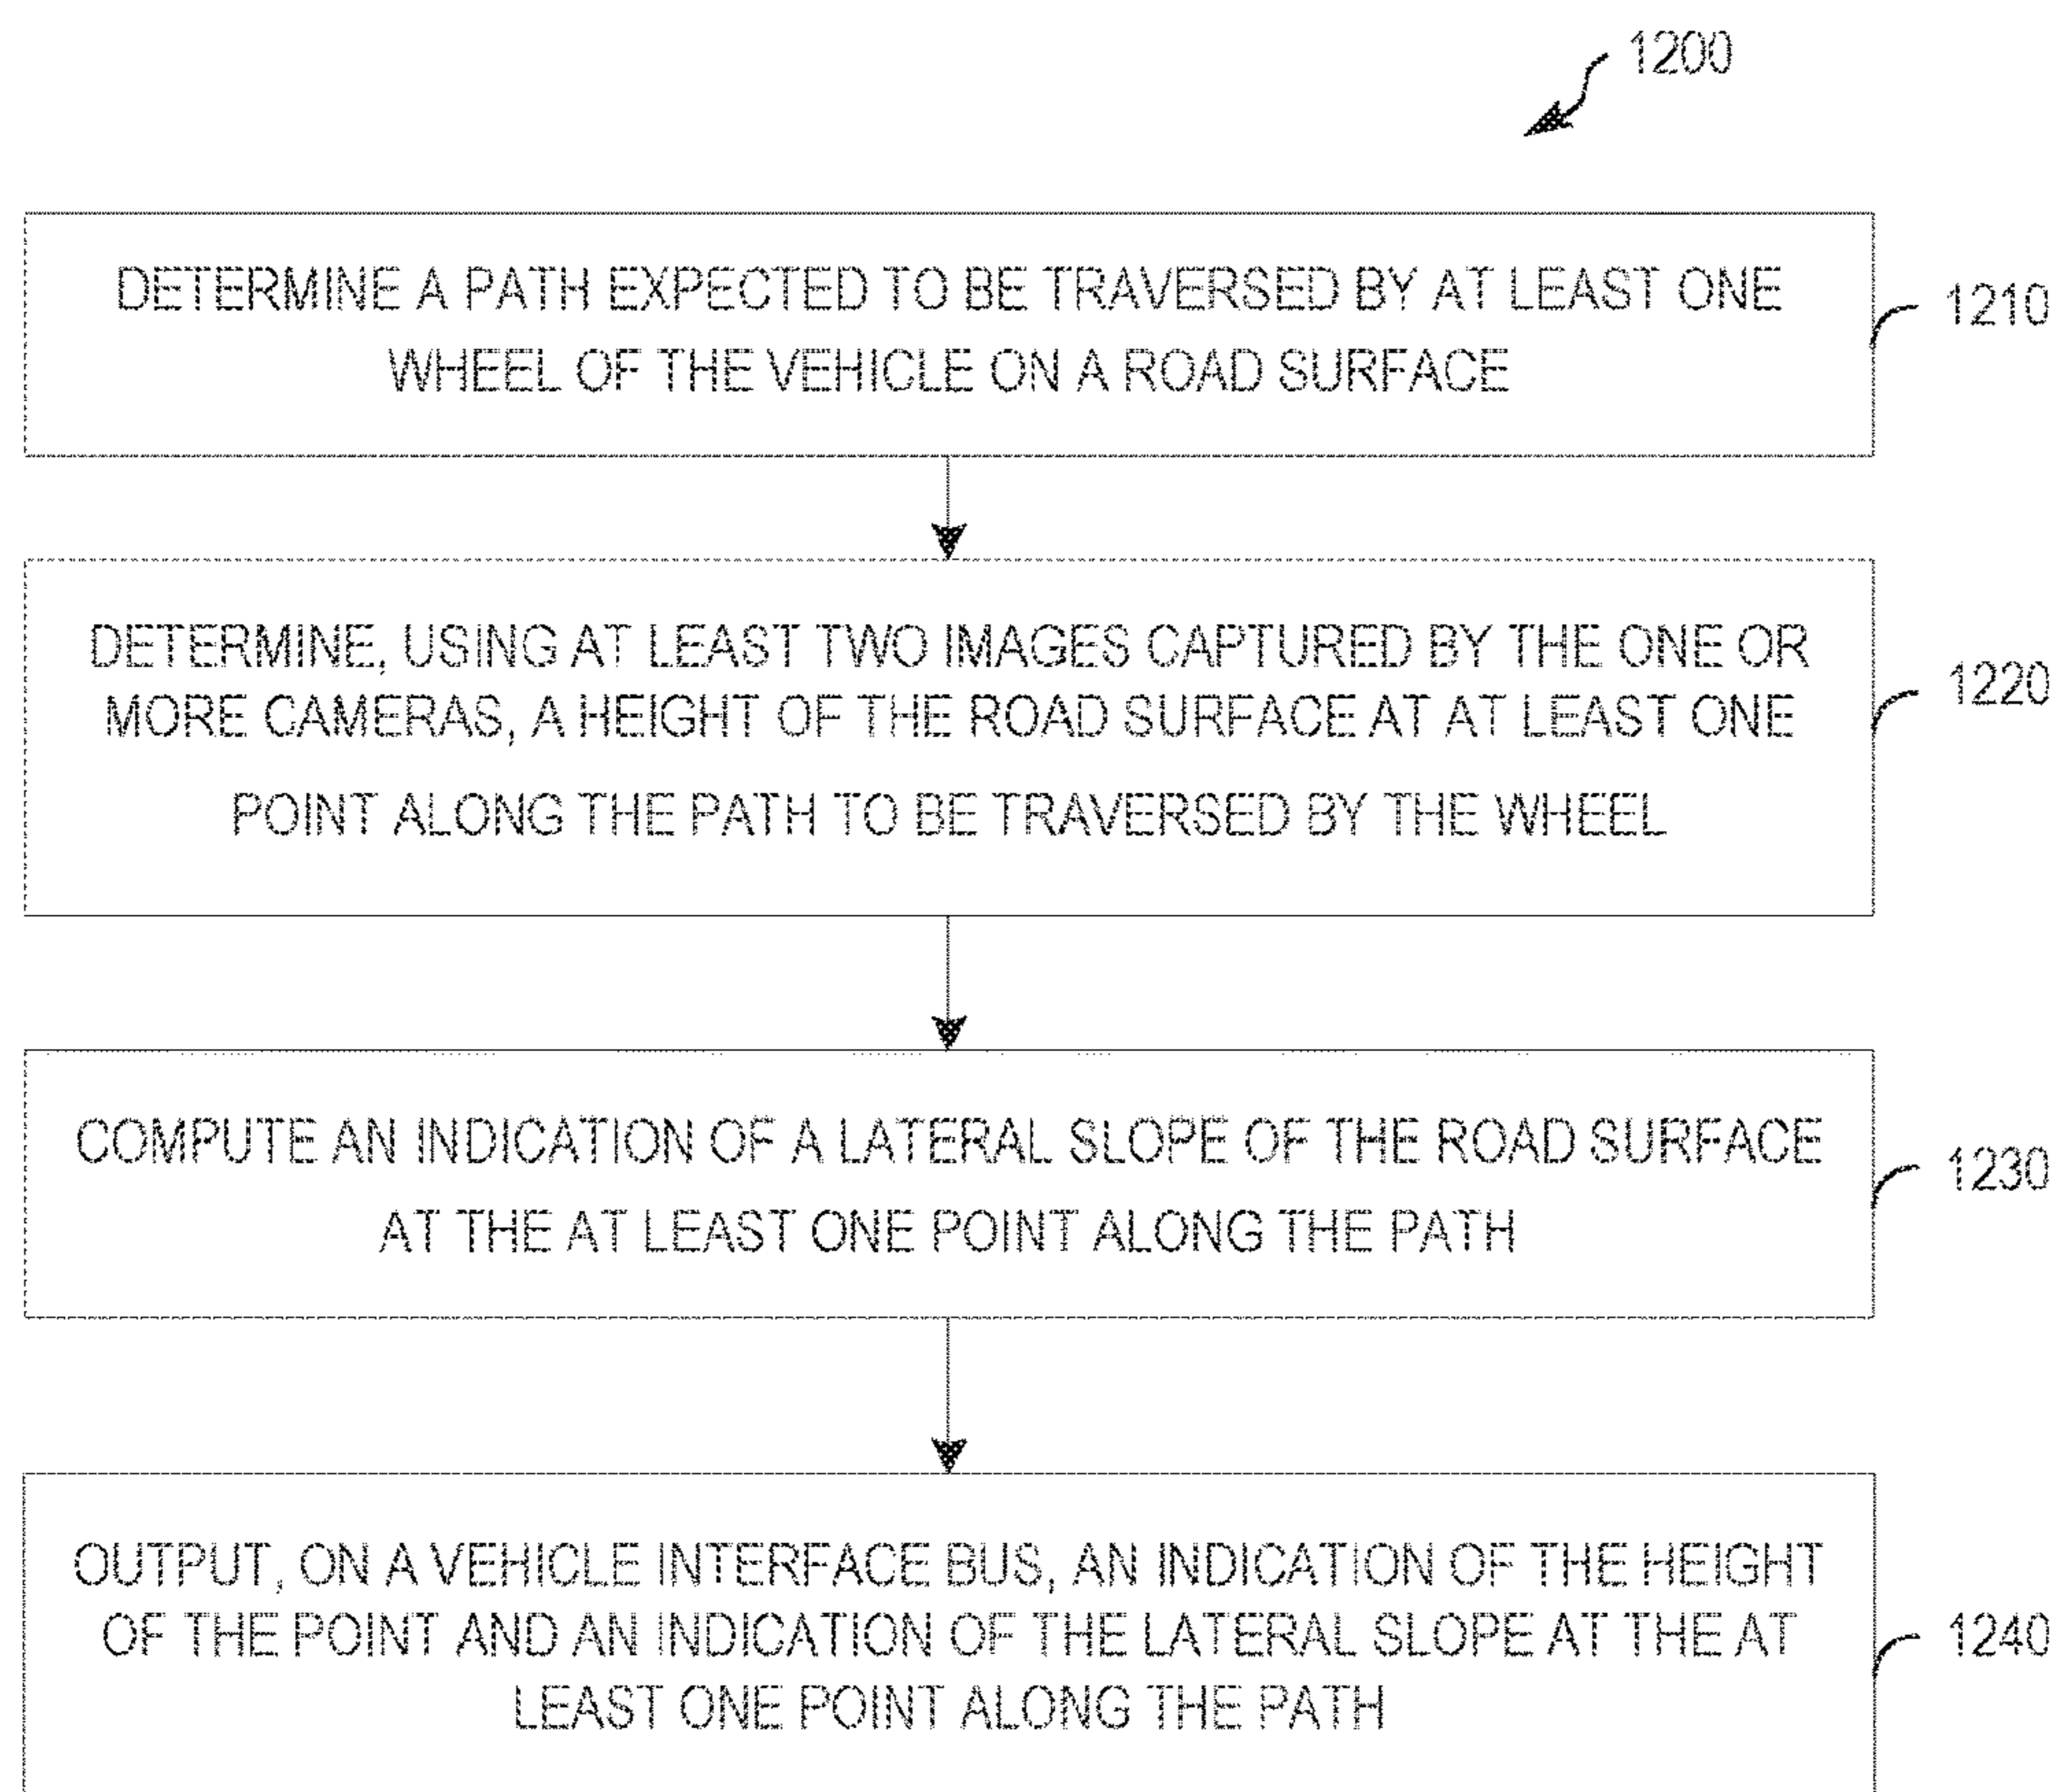 1200
DETERMINE A PATH EXPECTED TO BE TRAVERSED BY AT LEAST ONE
WHEEL OF THE VEHICLE ON A ROAD SURFACE
1210
DETERMINE, USING AT LEAST TWO IMAGES CAPTURED BY THE ONE OR
MORE CAMERAS, A HEIGHT OF THE ROAD SURFACE AT AT LEAST ONE
POINT ALONG THE PATH TO BE TRAVERSED BY THE WHEEL
1220
COMPUTE AN INDICATION OF A LATERAL SLOPE OF THE ROAD SURFACE
AT THE AT LEAST ONE POINT ALONG THE PATH
1230
OUTPUT, ON A VEHICLE INTERFACE BUS, AN INDICATION OF THE HEIGHT
OF THE POINT AND AN INDICATION OF THE LATERAL SLOPE AT THE AT
LEAST ONE POINT ALONG THE PATH
1240